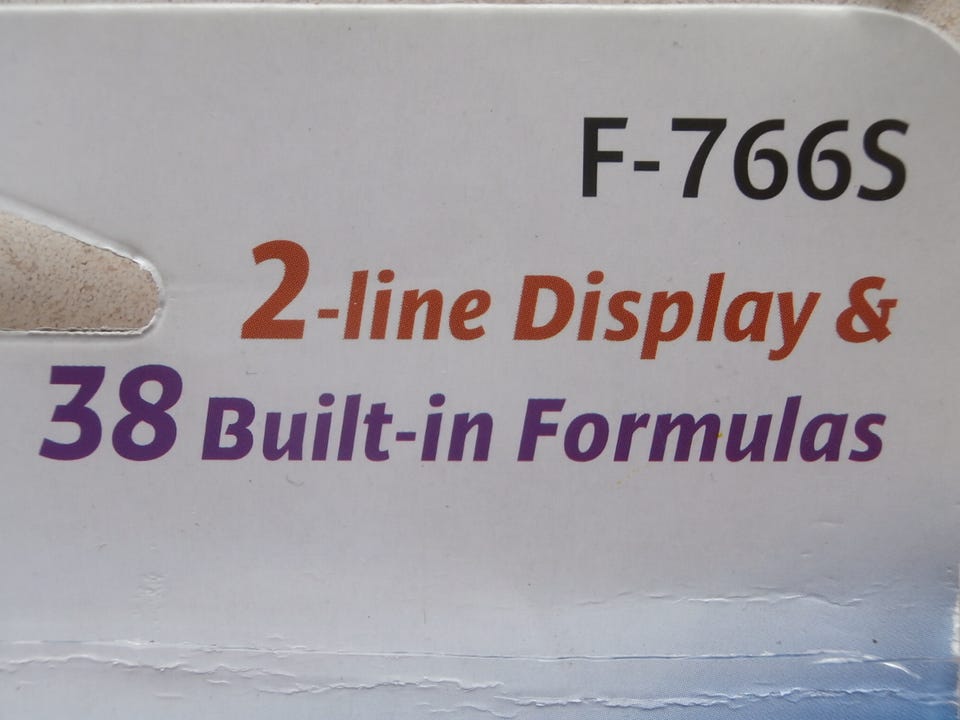 F-766S
2-line Display &
38 Built-in Formulas